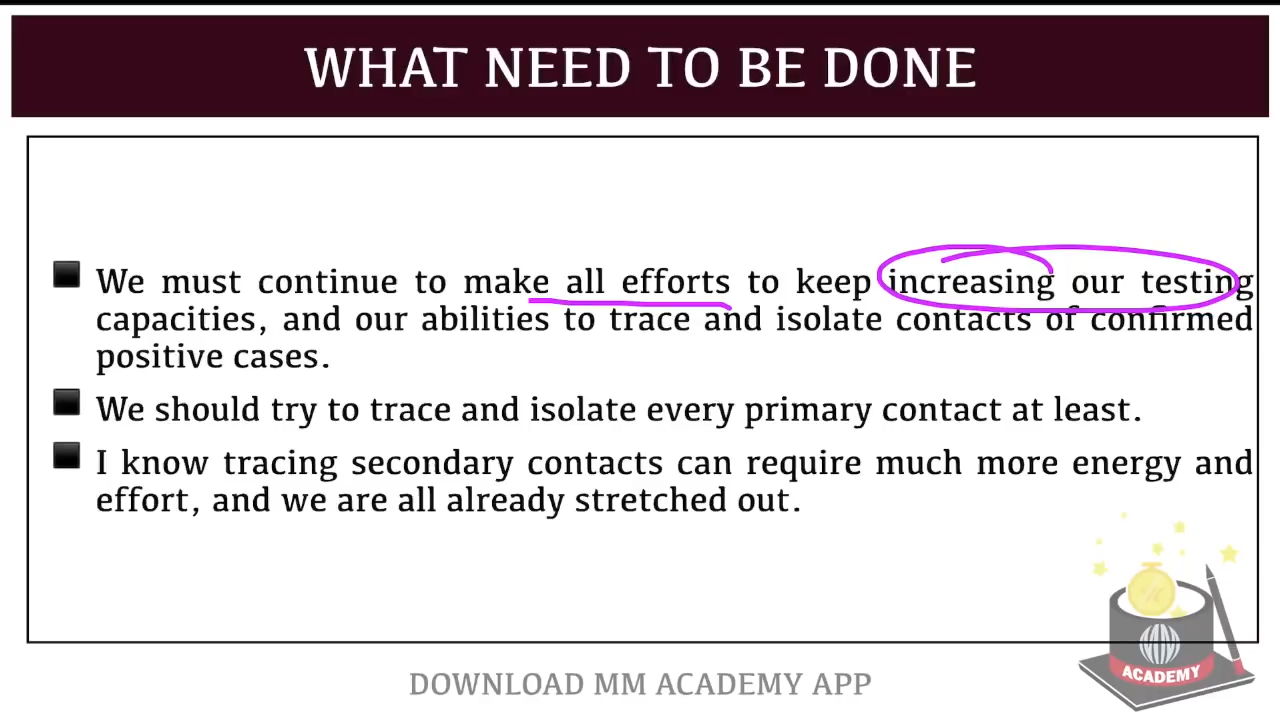 WHAT NEED TO BE DONE
We must continue to make all efforts to keep increasing our testing
capacities, and our abilities to trace and isolate contacts of confirmed
positive cases.
We should try to trace and isolate every primary contact at least.
I know tracing secondary contacts can require much more energy and
effort, and we are all already stretched out.
ACADEMY
DOWNLOAD MM ACADEMY APP